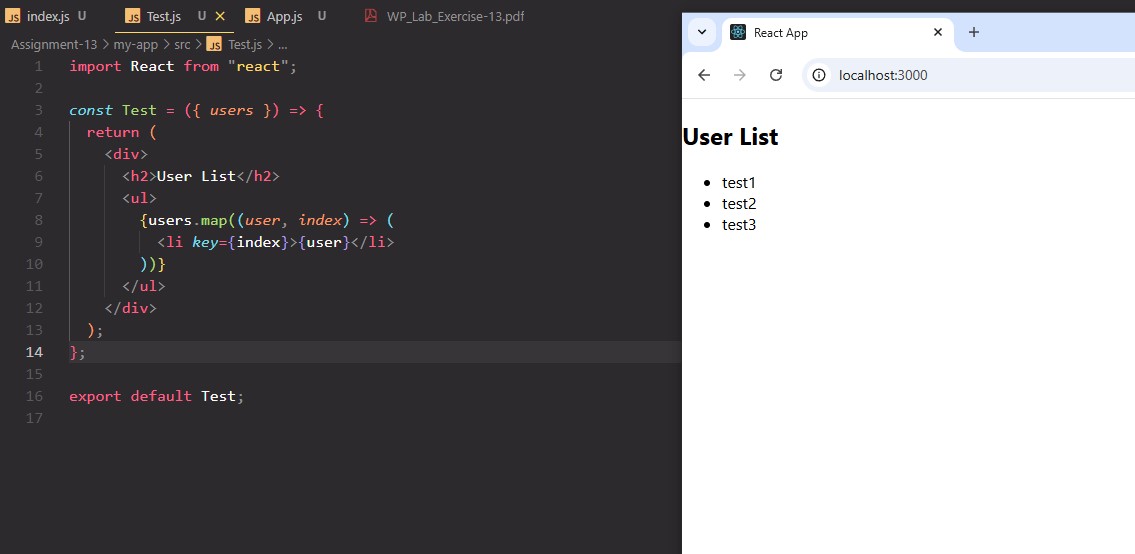 index.js U Test.js U App.js U WP_Lab_Exercise-13.pdf
Assignment-13 > my-app > src > JS Test.js > ...
1 import React from "react";
2
3 const Test = ({ users }) => {
4 return (
5 <div>
6 <h2>User List</h2>
7 <ul>
8 {users.map((user, index) => (
9 <li key={index}>{user}</li>
10 ))}
11 </ul>
12 </div>
13 );
14 };
15
16 export default Test;
17
React App
localhost:3000
User List
• test1
• test2
• test3